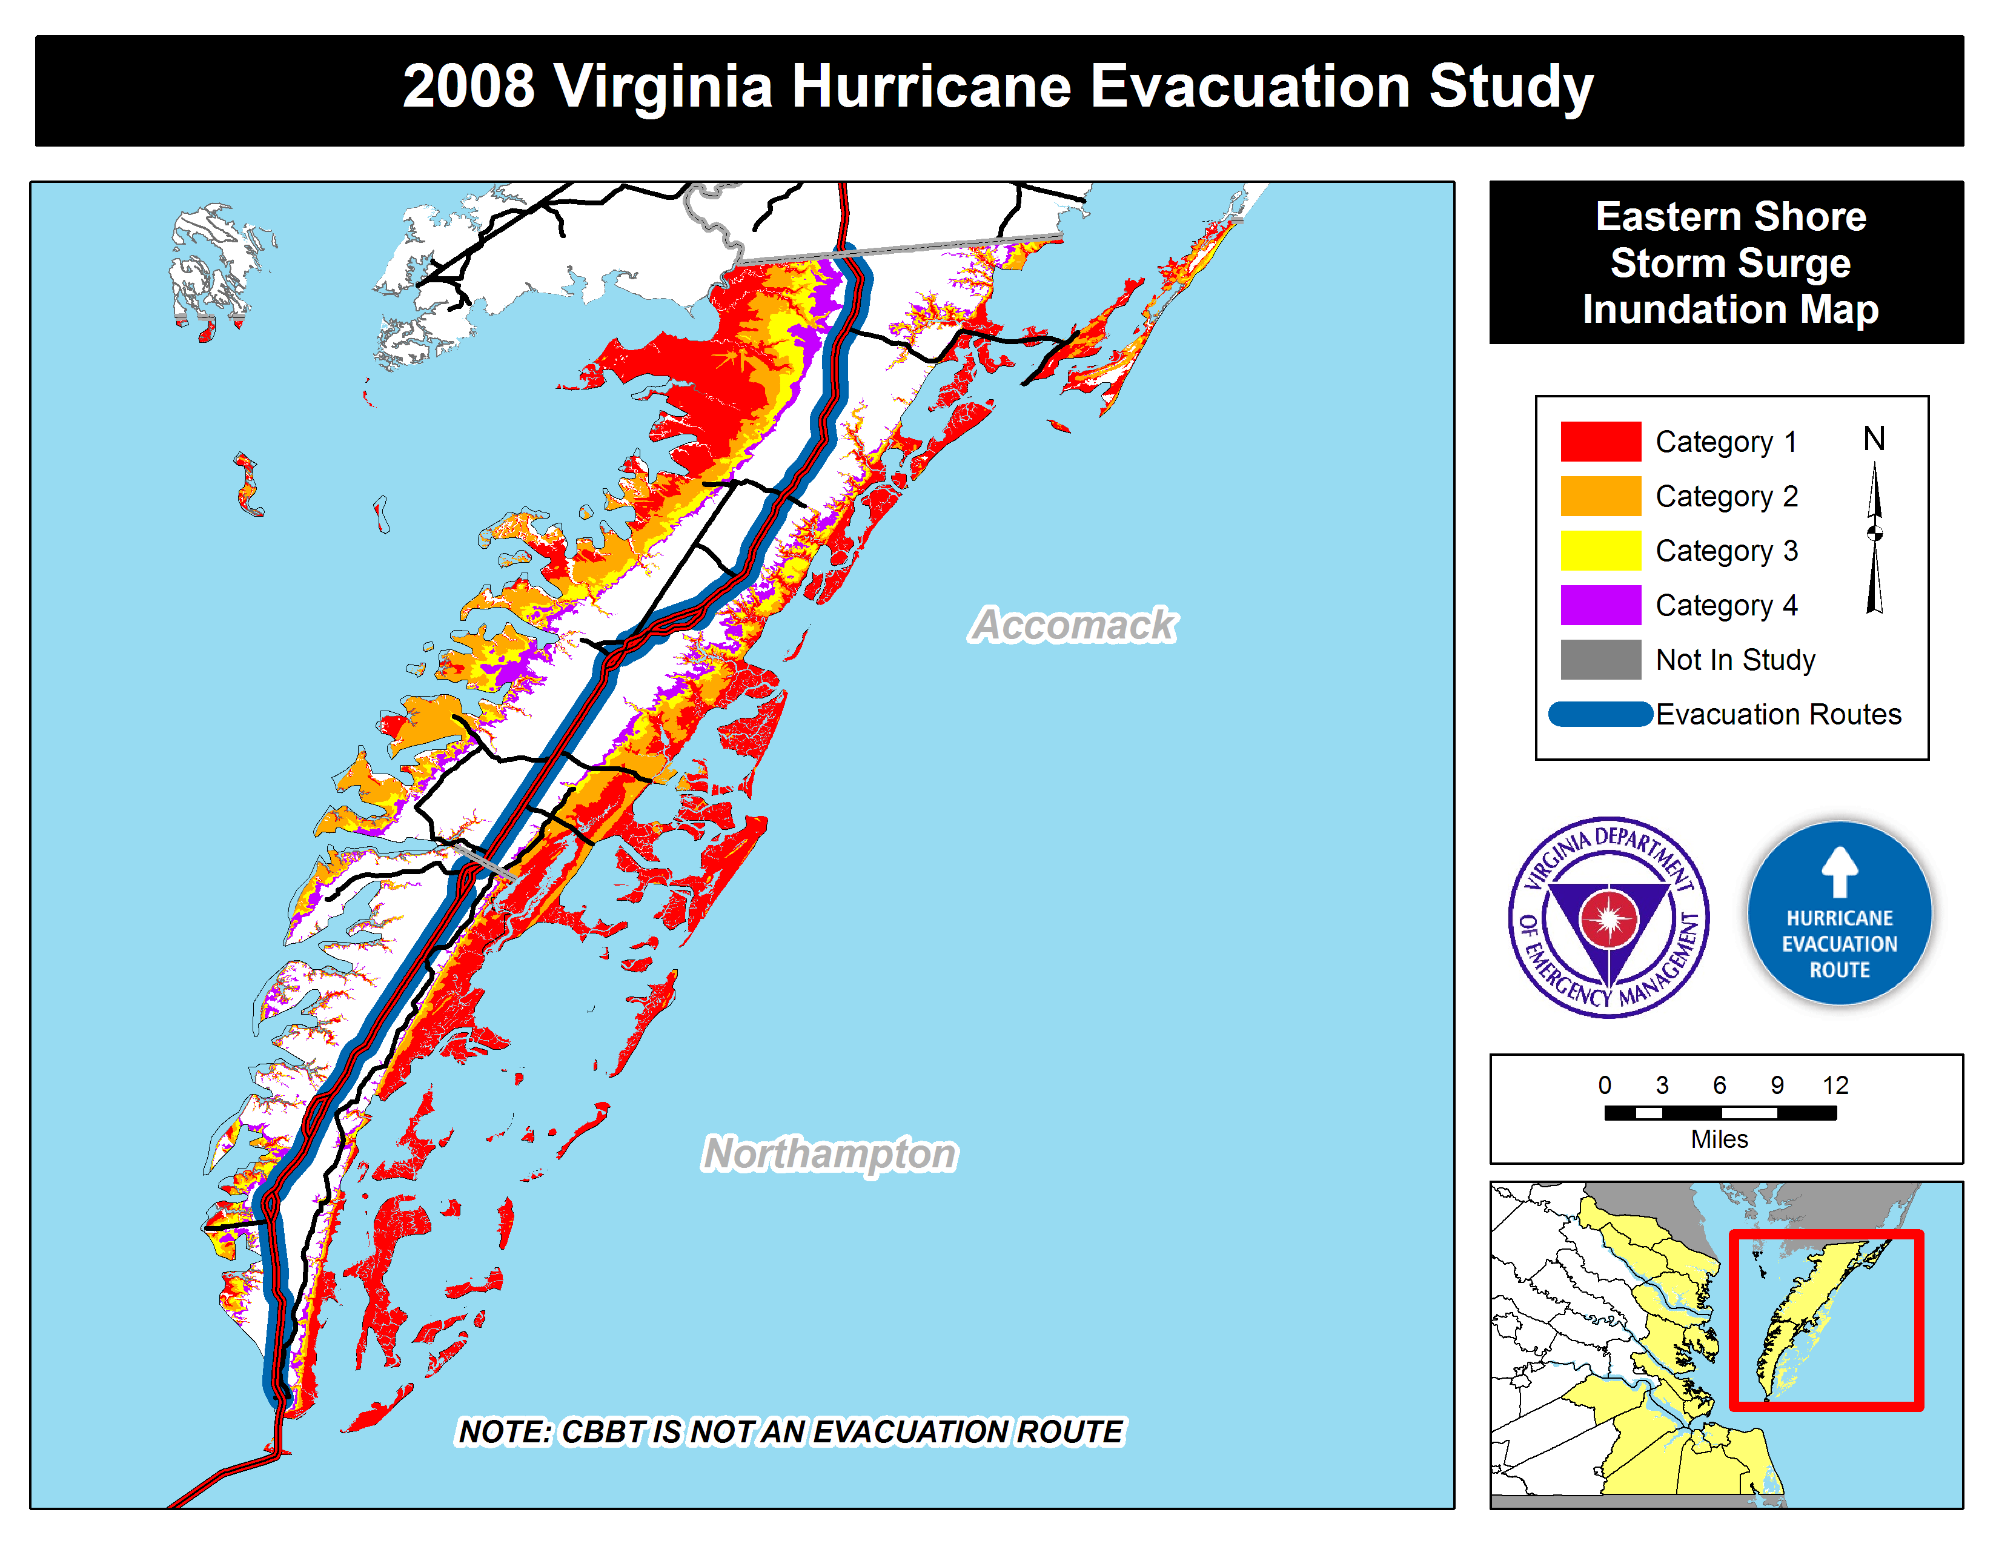 2008 Virginia Hurricane Evacuation Study
Eastern Shore
Storm Surge
Inundation Map
Category 1
Category 2
Category 3
Category 4
Not In Study
Evacuation Routes
N
Accomack
Northampton
NOTE: CBBT IS NOT AN EVACUATION ROUTE
VIRGINIA DEPARTMENT
OF EMERGENCY MANAGEMENT
HURRICANE
EVACUATION
ROUTE
0 3 6 9 12
Miles